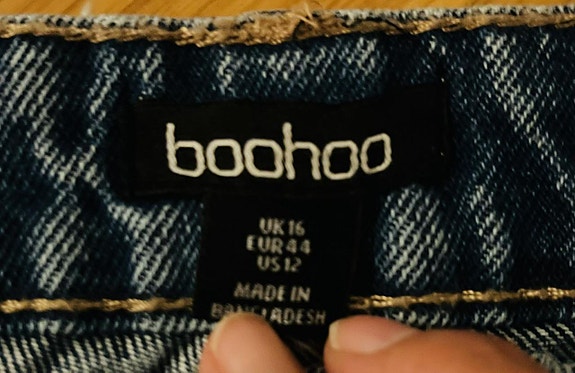 boohoo
UK 16
EUR 44
US 12
MADE IN
BANGLADESH